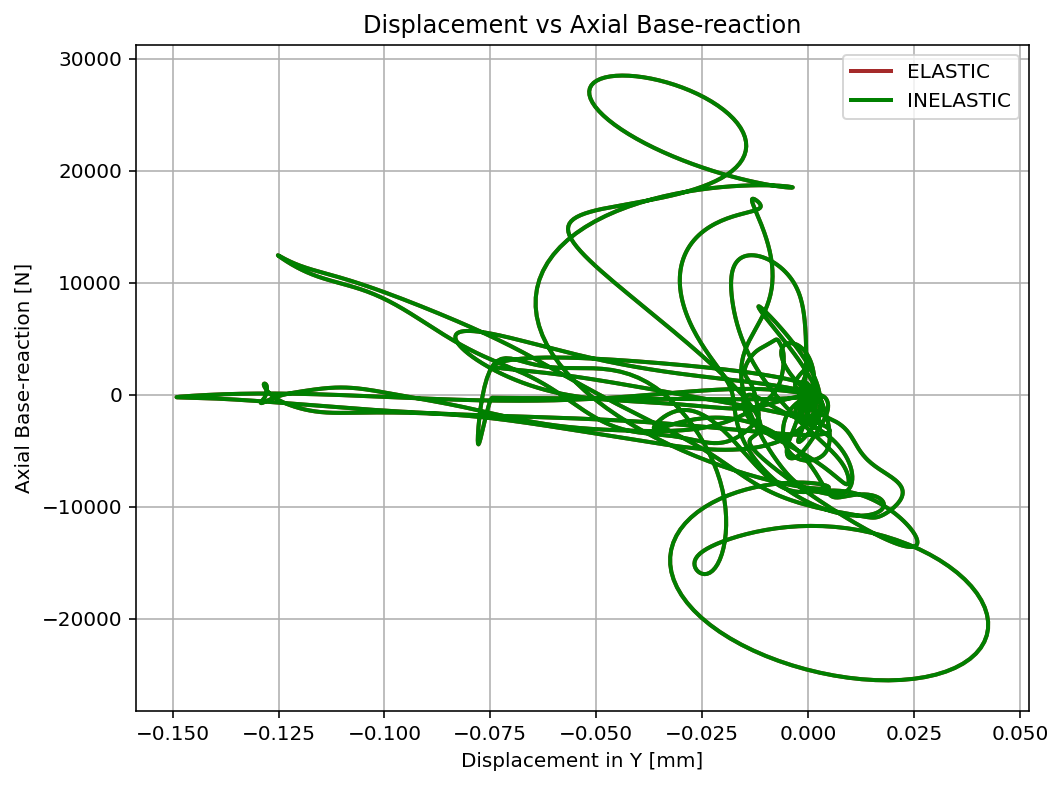 Displacement vs Axial Base-reaction
ELASTIC
INELASTIC
Axial Base-reaction [N]
30000
20000
10000
0
−10000
−20000
−0.150 −0.125 −0.100 −0.075 −0.050 −0.025 0.000 0.025 0.050
Displacement in Y [mm]